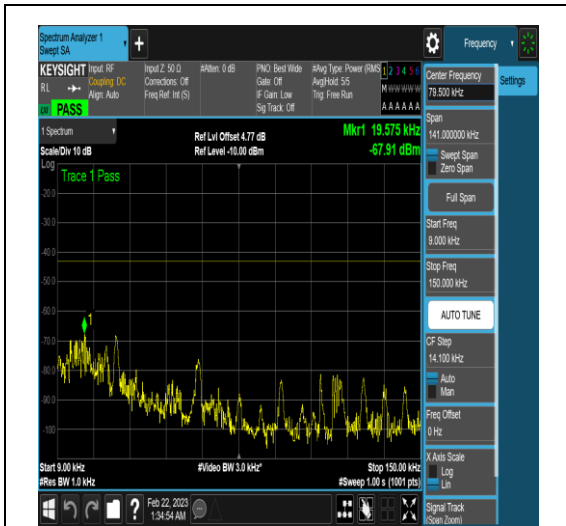 Spectrum Analyzer 1
Swept SA
Frequency
KEYSIGHT
RL
PASS
Input: RF
Coupling: DC
Align: Auto
Input Z: 50 Ω
Corrections: Off
Freq Ref: Int (S)
#Atten: 0 dB
PNO: Best Wide
Gate: Off
IF Gain: Low
Sig Track: Off
#Avg Type: Power (RMS
Avg|Hold: 5/5
Trig: Free Run
1 2 3 4 5 6
M W W W W W
A A A A A A
1 Spectrum
Scale/Div 10 dB
Ref Lvl Offset 4.77 dB
Ref Level -10.00 dBm
Mkr1 19.575 kHz
-67.91 dBm
Log
Trace 1 Pass
-20.0
-30.0
-40.0
-50.0
-60.0
-70.0
-80.0
-90.0
-100
1
Start 9.00 kHz
#Res BW 1.0 kHz
#Video BW 3.0 kHz*
Stop 150.00 kHz
#Sweep 1.00 s (1001 pts)
Feb 22, 2023
1:34:54 AM
Center Frequency
79.500 kHz
Settings
Span
141.000000 kHz
Swept Span
Zero Span
Full Span
Start Freq
9.000 kHz
Stop Freq
150.000 kHz
AUTO TUNE
CF Step
14.100 kHz
Auto
Man
Freq Offset
0 Hz
X Axis Scale
Log
Lin
Signal Track
(Span Zoom)